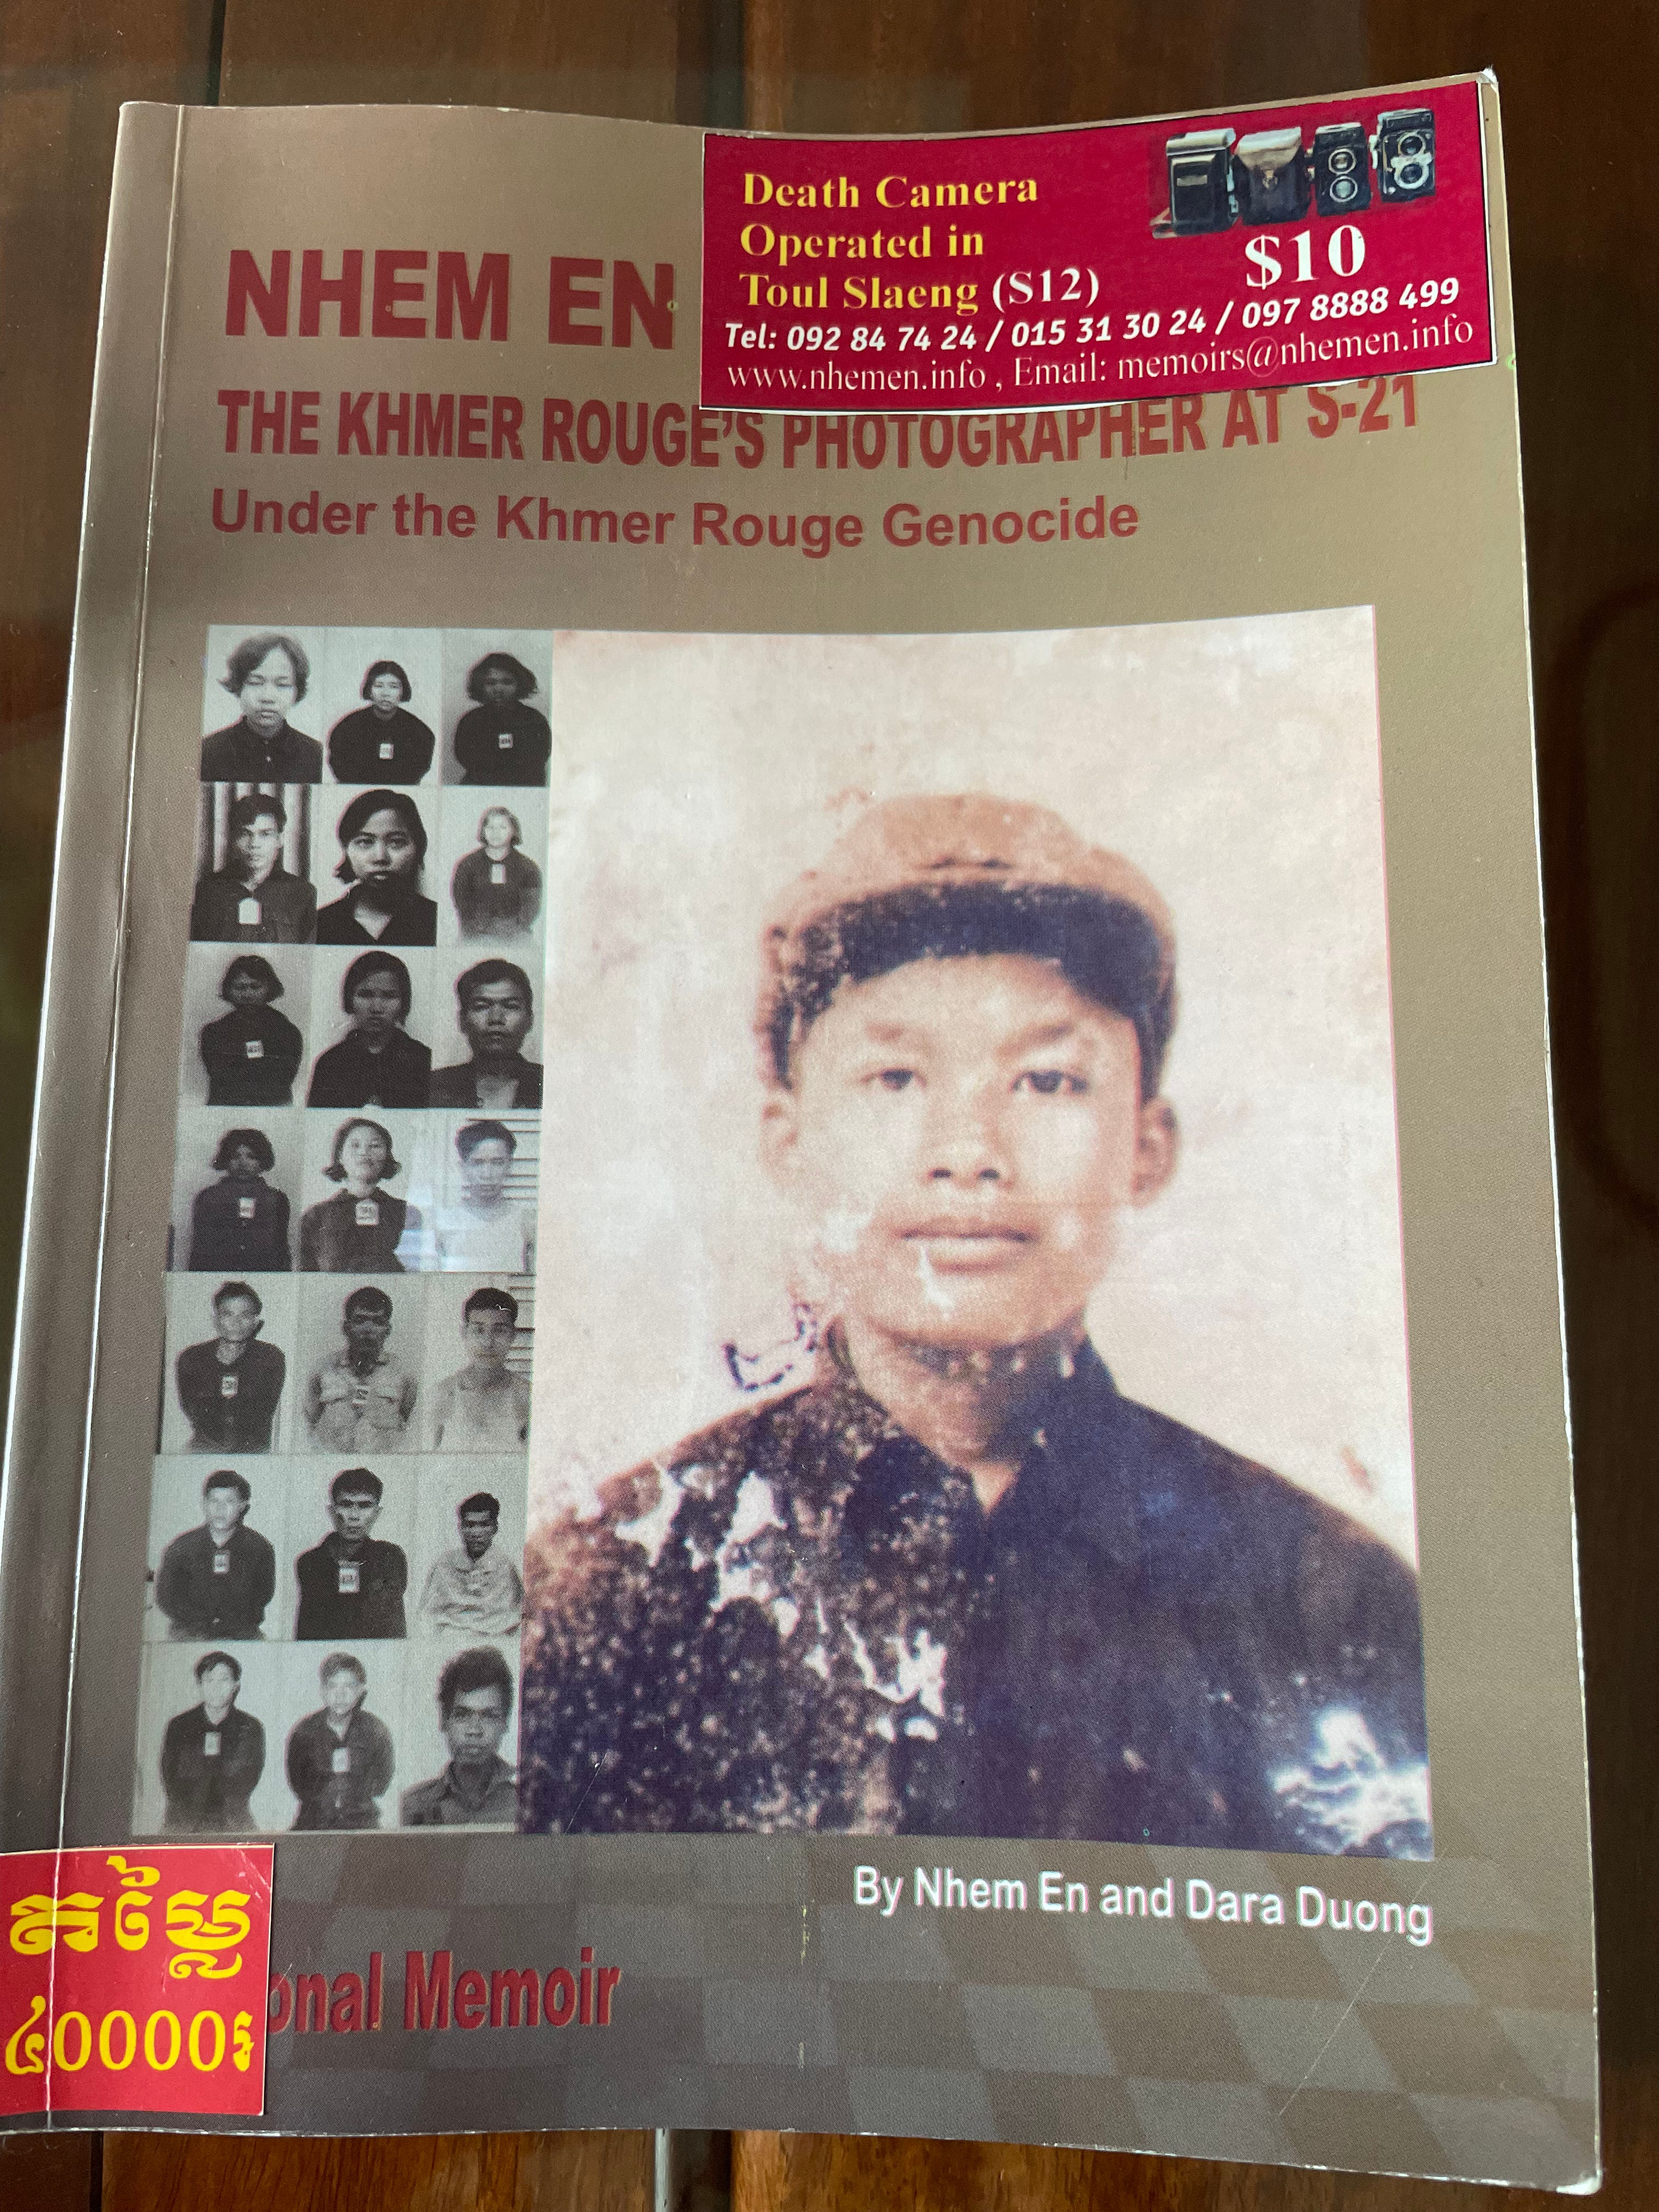 Death Camera
Operated in
Toul Slaeng (S12)
$10
Tel: 092 84 74 24 / 015 31 30 24 / 097 8888 499
www.nhemen.info , Email: memoirs@nhemen.info
NHEM EN
THE KHMER ROUGE'S PHOTOGRAPHER AT S-21
Under the Khmer Rouge Genocide
By Nhem En and Dara Duong
onal Memoir
តម្លៃ
៤០០០០រ